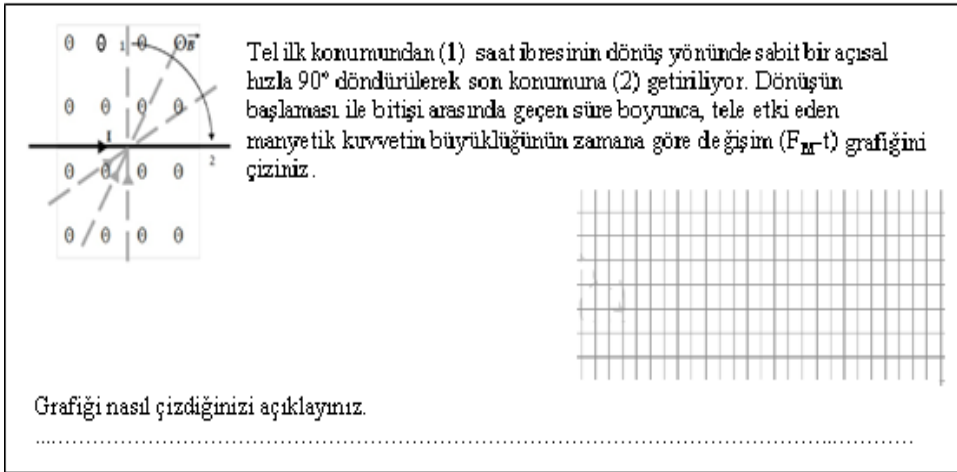 1
B
Tel ilk konumundan (1) saat ibresinin dönüş yönünde sabit bir açısal
hızla 90° döndürülerek son konumuna (2) getiriliyor. Dönüşün
başlaması ile bitişi arasında geçen süre boyunca, tele etki eden
manyetik kuvvetin büyüklüğünün zamana göre değişim (F_M-t) grafiğini
çiziniz.
I
2
Grafiği nasıl çizdiğinizi açıklayınız.